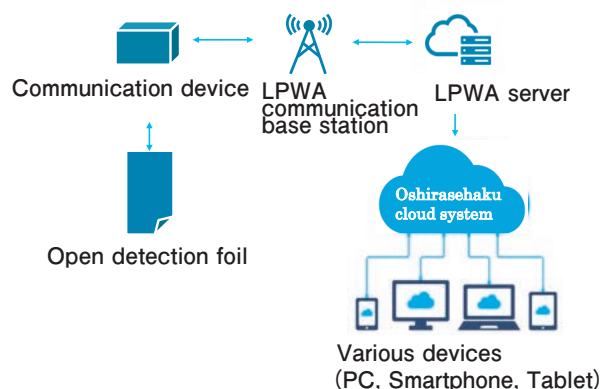 Communication device
LPWA
communication
base station
LPWA server
Oshirasehaku
cloud system
Open detection foil
Various devices
(PC, Smartphone, Tablet)